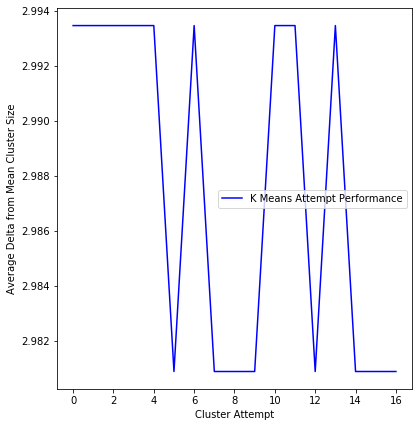 2.994
2.992
2.990
2.988
2.986
2.984
2.982
Average Delta from Mean Cluster Size
K Means Attempt Performance
0 2 4 6 8 10 12 14 16
Cluster Attempt